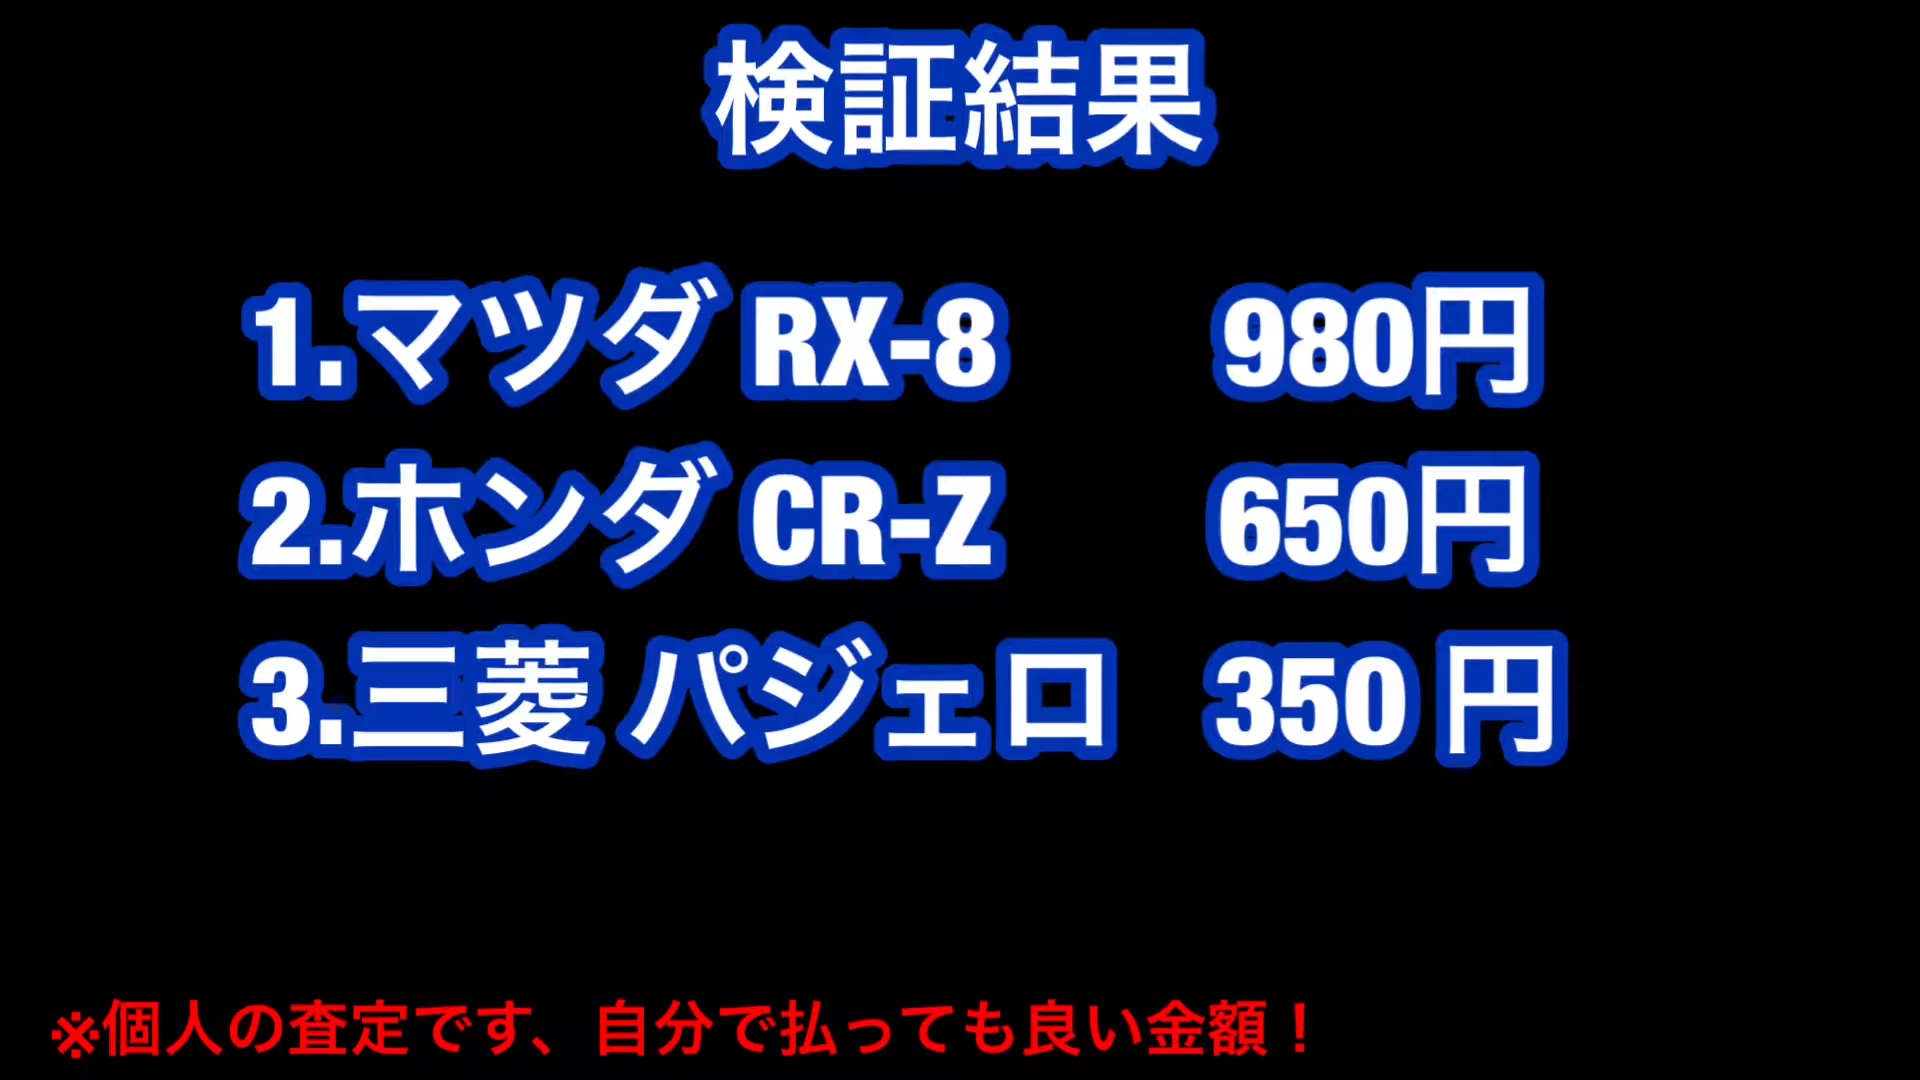 検証結果
1.マツダ RX-8 980円
2.ホンダ CR-Z 650円
3.三菱 パジェロ 350 円
※個人の査定です、自分で払っても良い金額！